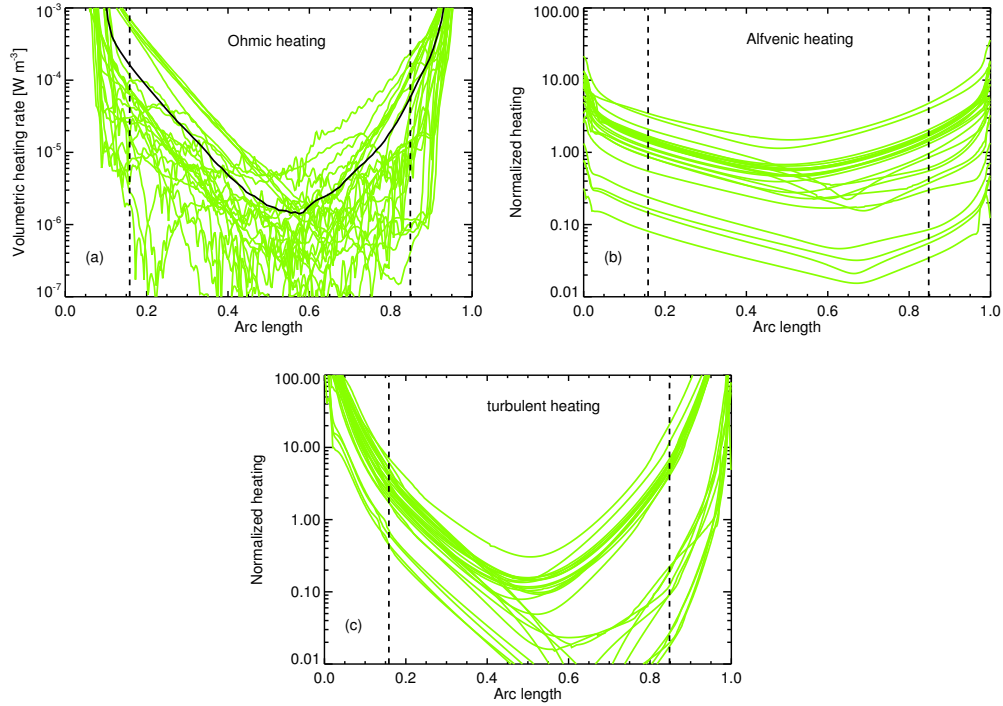 Ohmic heating
Volumetric heating rate [W m⁻³]
10⁻³
10⁻⁴
10⁻⁵
10⁻⁶
10⁻⁷
(a)
0.0 0.2 0.4 0.6 0.8 1.0
Arc length
Alfvenic heating
Normalized heating
100.00
10.00
1.00
0.10
0.01
(b)
0.0 0.2 0.4 0.6 0.8 1.0
Arc length
turbulent heating
Normalized heating
100.00
10.00
1.00
0.10
0.01
(c)
0.0 0.2 0.4 0.6 0.8 1.0
Arc length